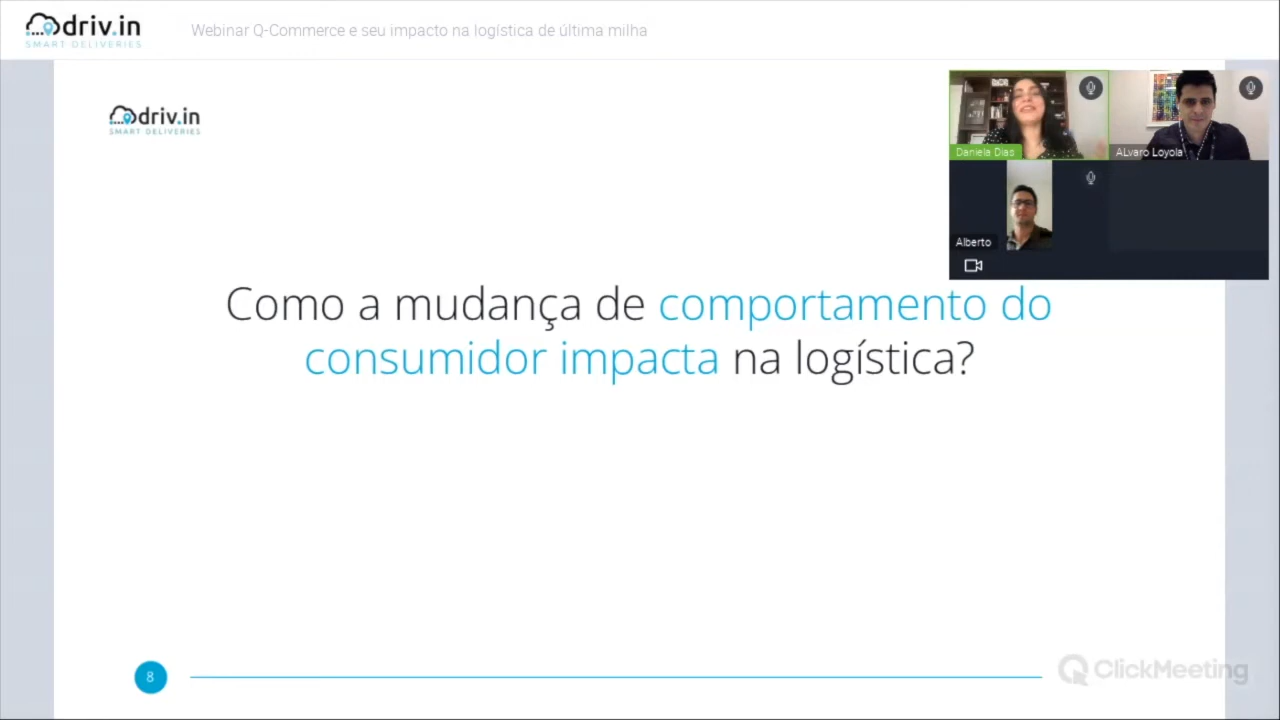 driv.in
SMART DELIVERIES
Webinar Q-Commerce e seu impacto na logística de última milha
driv.in
SMART DELIVERIES
Daniela Dias
ALvaro Loyola
Alberto
Como a mudança de comportamento do
consumidor impacta na logística?
8
ClickMeeting